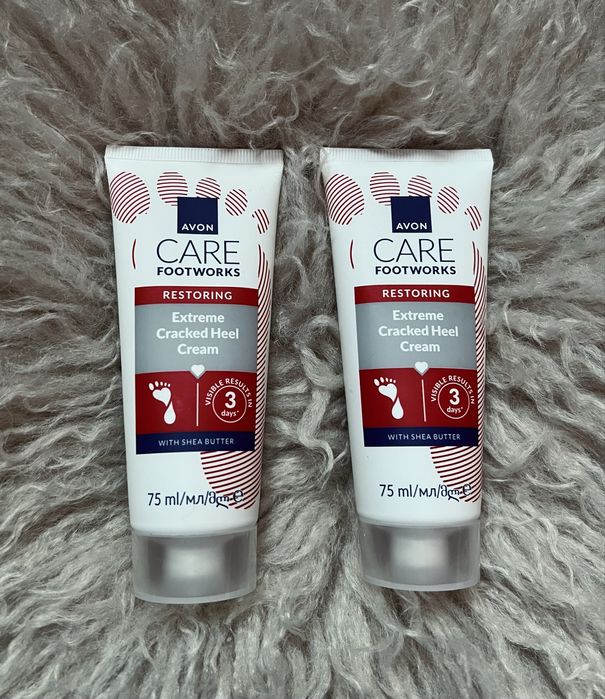 AVON
CARE
FOOTWORKS
RESTORING
Extreme
Cracked Heel
Cream
VISIBLE RESULTS IN
3
days*
WITH SHEA BUTTER
75 ml/мл/მლ ℮
AVON
CARE
FOOTWORKS
RESTORING
Extreme
Cracked Heel
Cream
VISIBLE RESULTS IN
3
days*
WITH SHEA BUTTER
75 ml/мл/მლ ℮